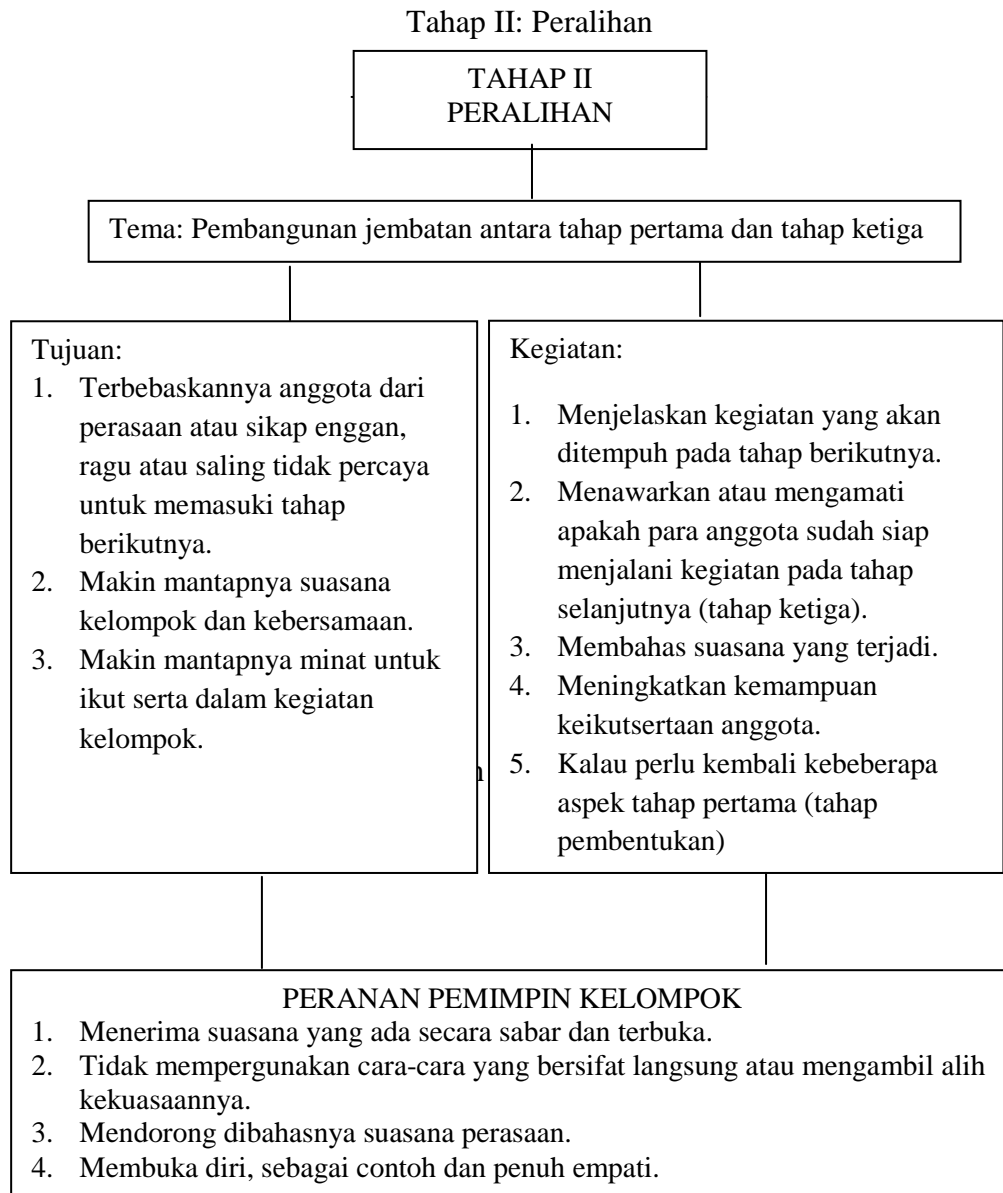 Tahap II: Peralihan
TAHAP II
PERALIHAN
Tema: Pembangunan jembatan antara tahap pertama dan tahap ketiga
Tujuan:
1. Terbebaskannya anggota dari
perasaan atau sikap enggan,
ragu atau saling tidak percaya
untuk memasuki tahap
berikutnya.
2. Makin mantapnya suasana
kelompok dan kebersamaan.
3. Makin mantapnya minat untuk
ikut serta dalam kegiatan
kelompok.
Kegiatan:
1. Menjelaskan kegiatan yang akan
ditempuh pada tahap berikutnya.
2. Menawarkan atau mengamati
apakah para anggota sudah siap
menjalani kegiatan pada tahap
selanjutnya (tahap ketiga).
3. Membahas suasana yang terjadi.
4. Meningkatkan kemampuan
keikutsertaan anggota.
5. Kalau perlu kembali kebeberapa
aspek tahap pertama (tahap
pembentukan)
PERANAN PEMIMPIN KELOMPOK
1. Menerima suasana yang ada secara sabar dan terbuka.
2. Tidak mempergunakan cara-cara yang bersifat langsung atau mengambil alih
kekuasaannya.
3. Mendorong dibahasnya suasana perasaan.
4. Membuka diri, sebagai contoh dan penuh empati.